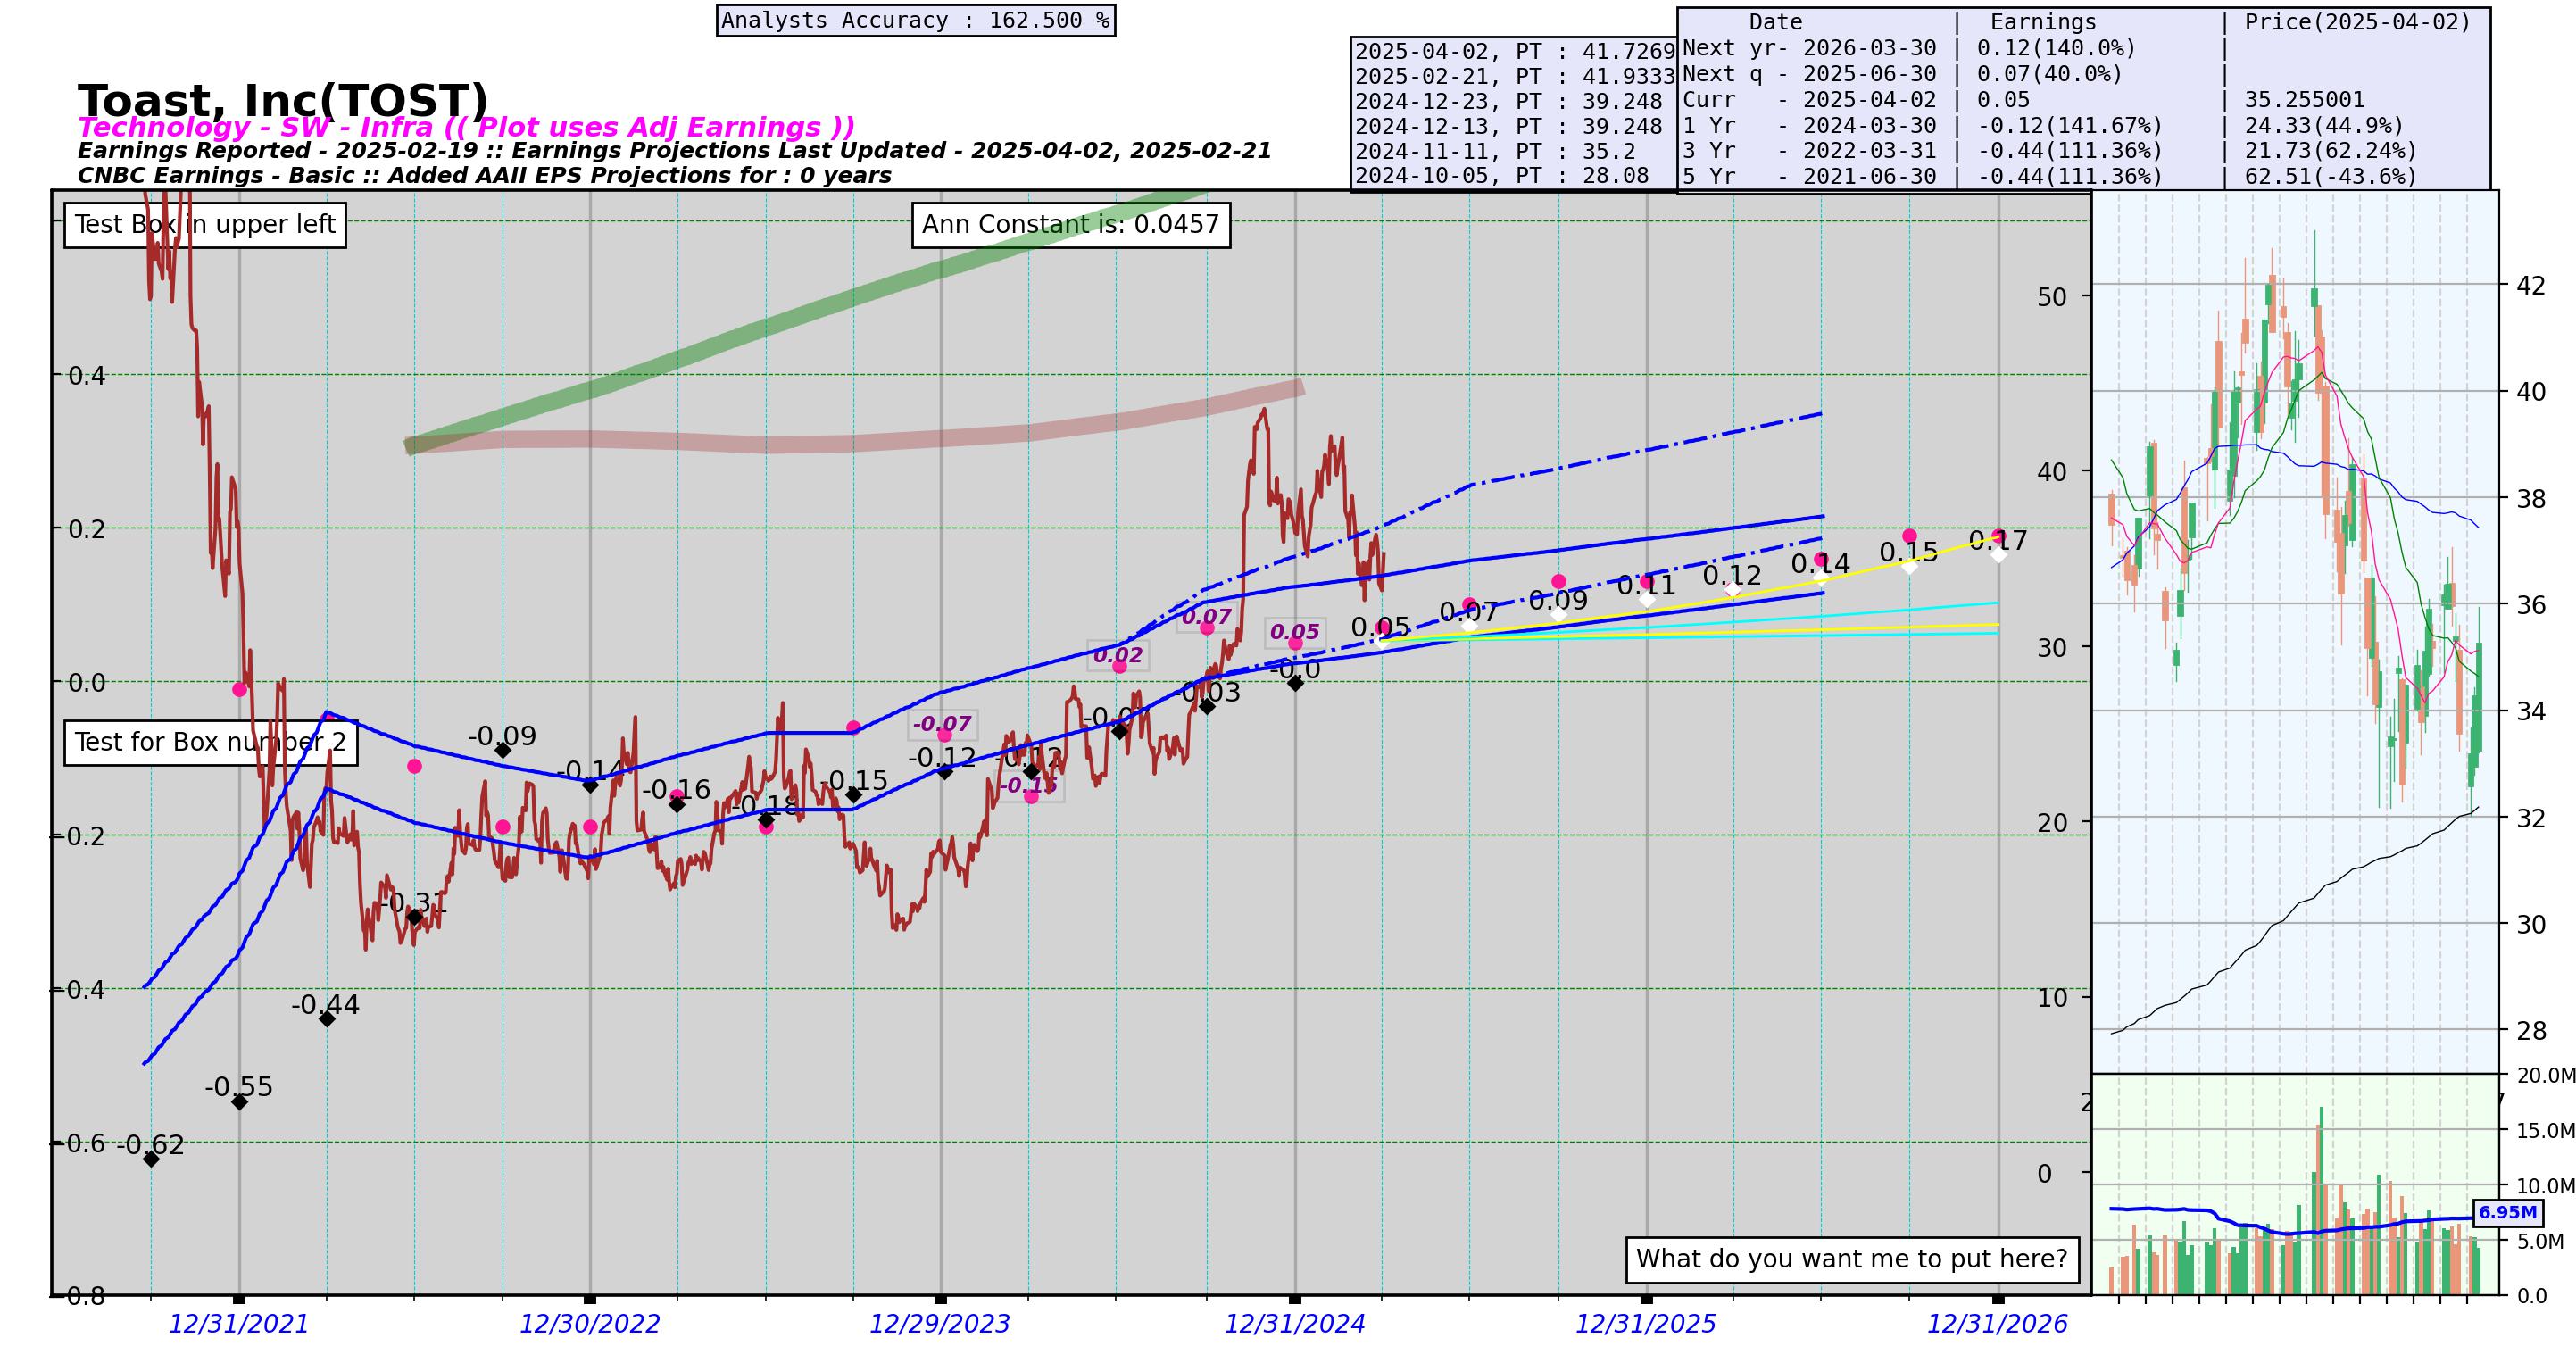 Analysts Accuracy : 162.500 %
Date | Earnings | Price(2025-04-02)
Next yr- 2026-03-30 | 0.12(140.0%) |
Next q - 2025-06-30 | 0.07(40.0%) |
Curr - 2025-04-02 | 0.05 | 35.255001
1 Yr - 2024-03-30 | -0.12(141.67%) | 24.33(44.9%)
3 Yr - 2022-03-31 | -0.44(111.36%) | 21.73(62.24%)
5 Yr - 2021-06-30 | -0.44(111.36%) | 62.51(-43.6%)
2025-04-02, PT : 41.7269
2025-02-21, PT : 41.9333
2024-12-23, PT : 39.248
2024-12-13, PT : 39.248
2024-11-11, PT : 35.2
2024-10-05, PT : 28.08
Toast, Inc(TOST)
Technology - SW - Infra (( Plot uses Adj Earnings ))
Earnings Reported - 2025-02-19 :: Earnings Projections Last Updated - 2025-04-02, 2025-02-21
CNBC Earnings - Basic :: Added AAII EPS Projections for : 0 years
Test Box in upper left
Ann Constant is: 0.0457
Test for Box number 2
What do you want me to put here?
0.4
0.2
0.0
-0.2
-0.4
-0.6
-0.8
-0.62
-0.55
-0.44
-0.31
-0.09
-0.14
-0.16
-0.18
-0.15
-0.12
-0.12
-0.03
-0.0
0.05
0.07
0.09
0.11
0.12
0.14
0.15
0.17
-0.07
-0.15
0.02
0.07
0.05
50
40
30
20
10
0
42
40
38
36
34
32
30
28
20.0M
15.0M
10.0M
6.95M
5.0M
0.0
12/31/2021
12/30/2022
12/29/2023
12/31/2024
12/31/2025
12/31/2026